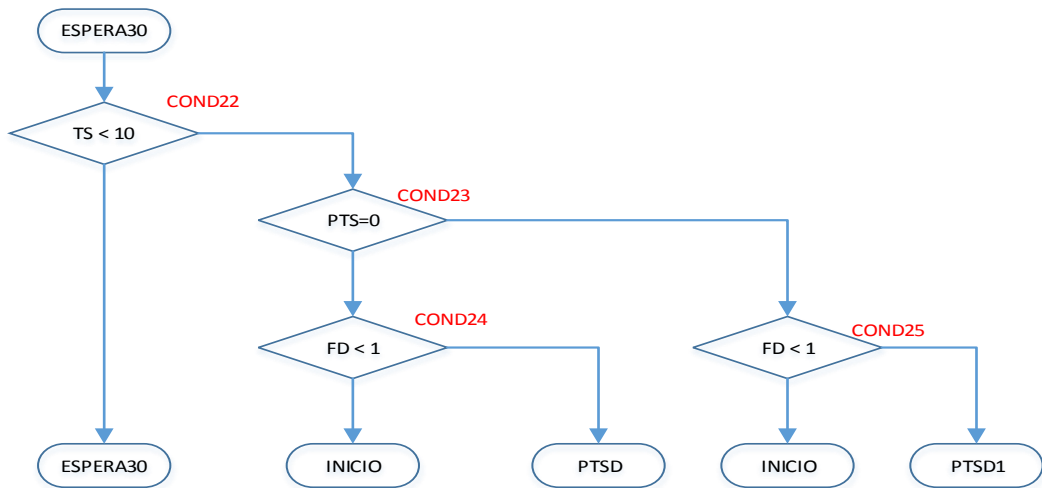 ESPERA30
COND22
TS < 10
COND23
PTS=0
COND24
FD < 1
COND25
FD < 1
ESPERA30
INICIO
PTSD
INICIO
PTSD1